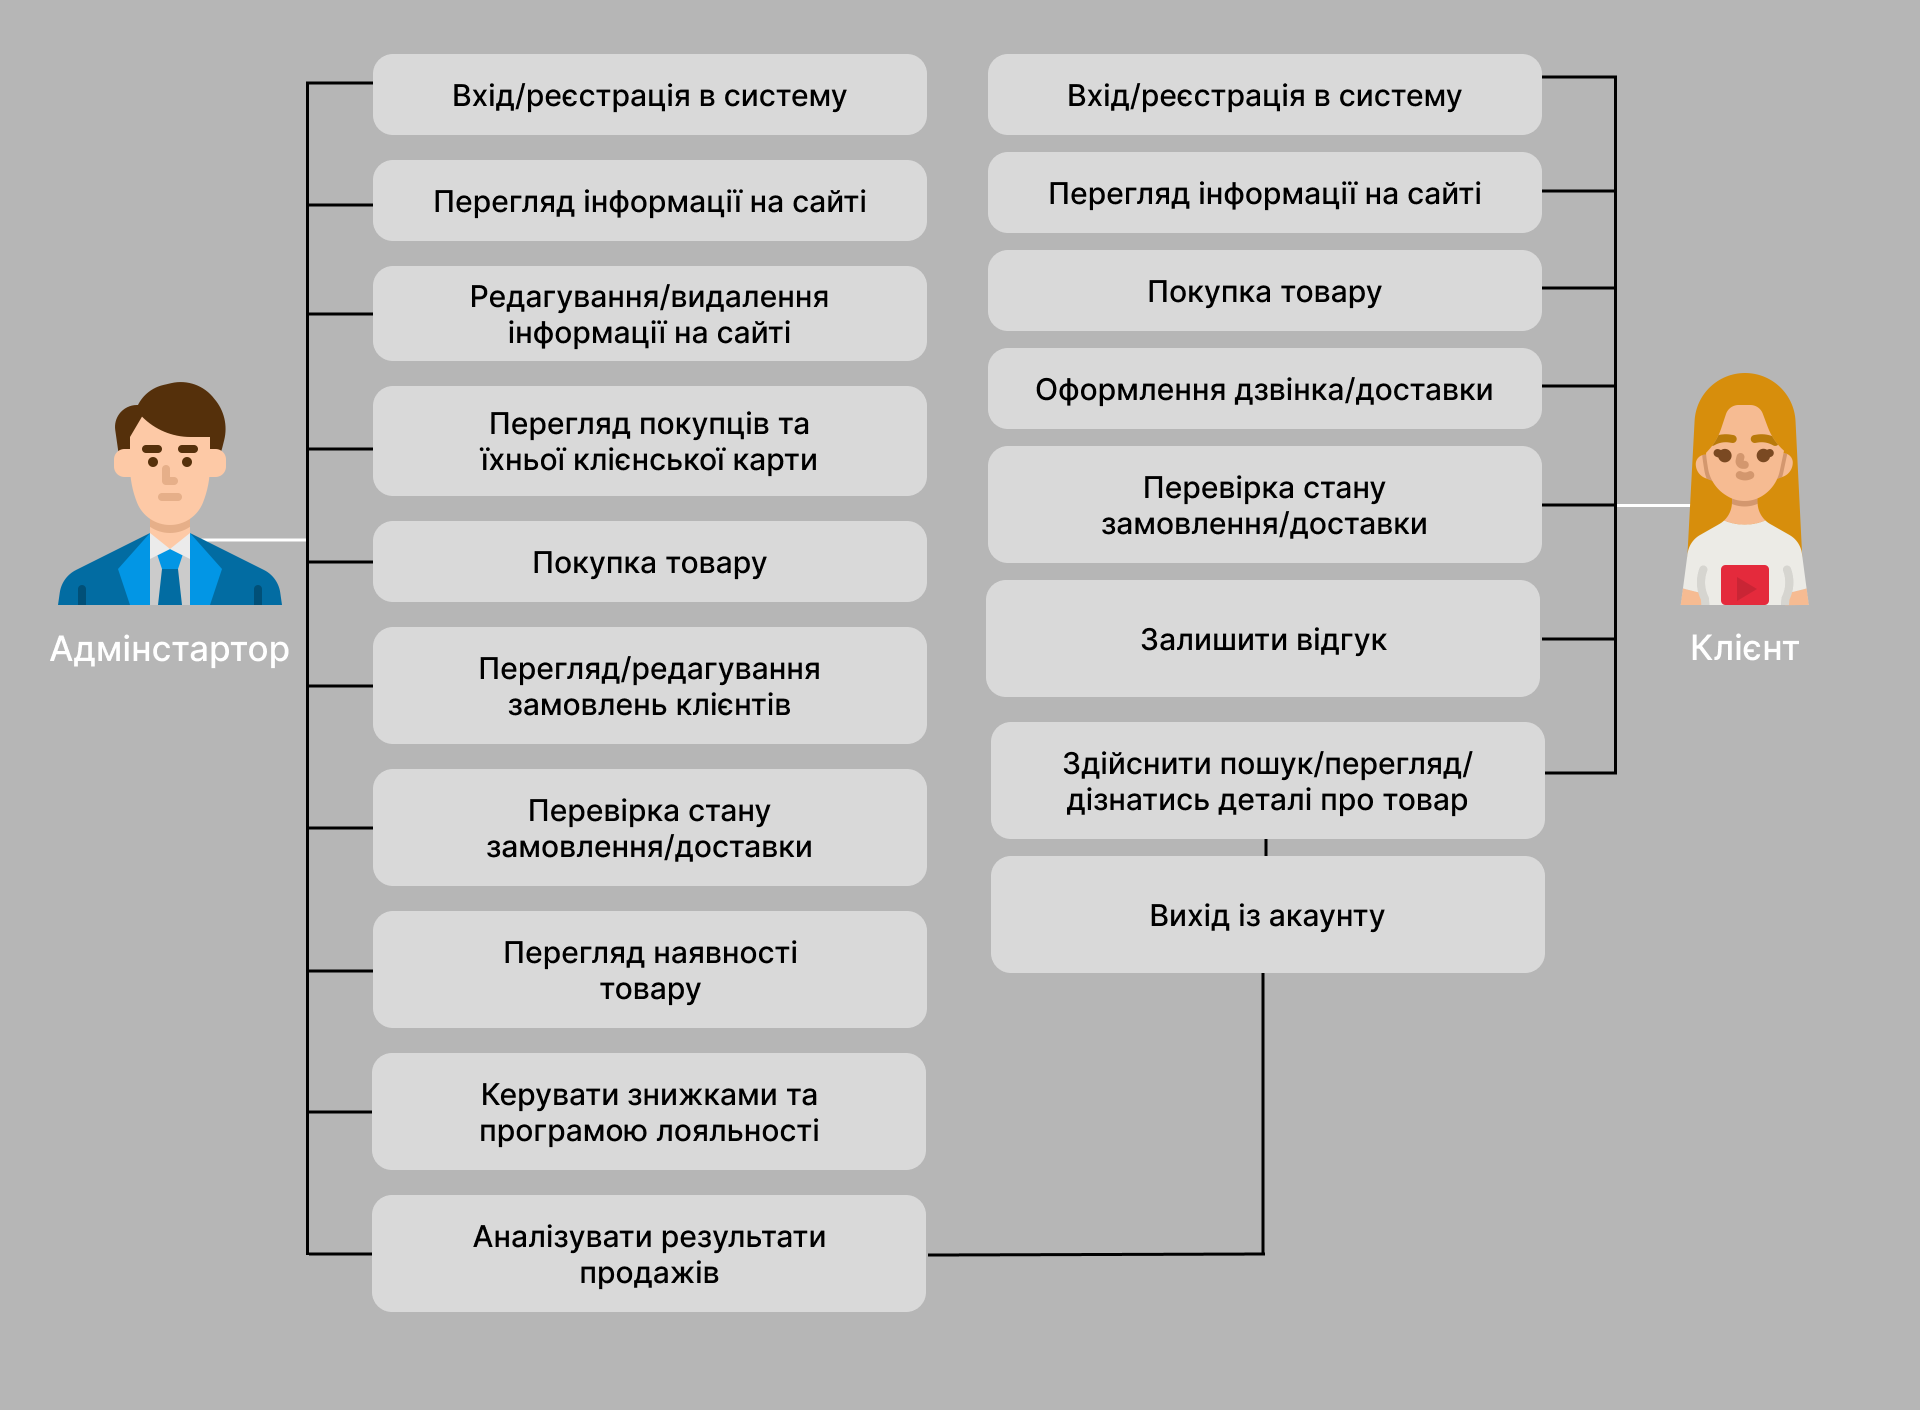 Вхід/реєстрація в систему
Перегляд інформації на сайті
Редагування/видалення
інформації на сайті
Перегляд покупців та
їхньої клієнської карти
Покупка товару
Перегляд/редагування
замовлень клієнтів
Перевірка стану
замовлення/доставки
Перегляд наявності
товару
Керувати знижками та
програмою лояльності
Аналізувати результати
продажів
Адмінстартор
Вхід/реєстрація в систему
Перегляд інформації на сайті
Покупка товару
Оформлення дзвінка/доставки
Перевірка стану
замовлення/доставки
Залишити відгук
Здійснити пошук/перегляд/
дізнатись деталі про товар
Вихід із акаунту
Клієнт